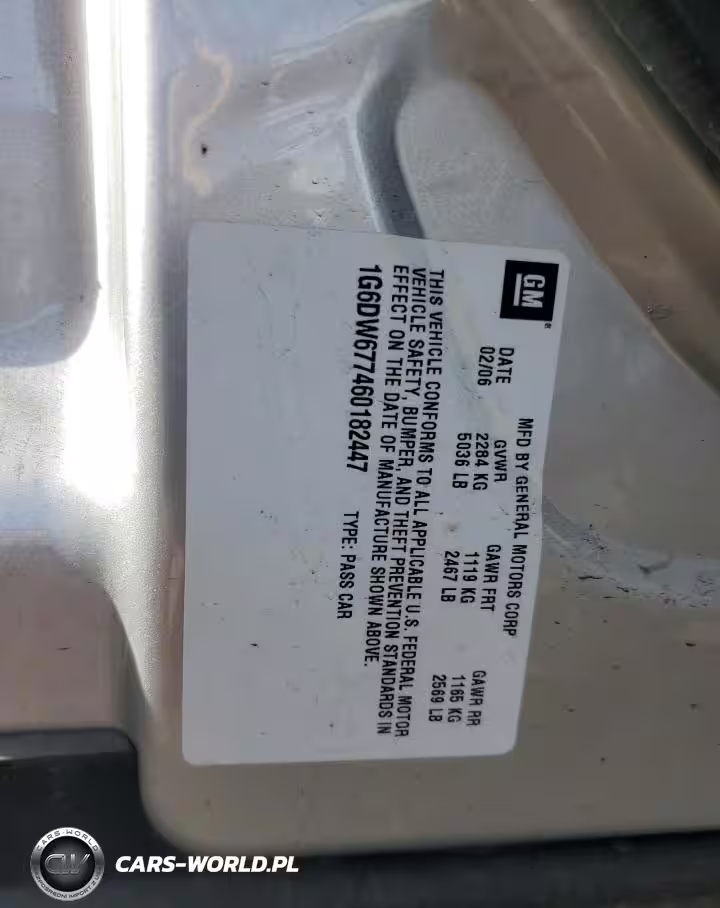 GM®
MFD BY GENERAL MOTORS CORP
DATE GVWR GAWR FRT GAWR RR
02/06 2284 KG 1119 KG 1165 KG
5036 LB 2467 LB 2569 LB
THIS VEHICLE CONFORMS TO ALL APPLICABLE U.S. FEDERAL MOTOR
VEHICLE SAFETY, BUMPER, AND THEFT PREVENTION STANDARDS IN
EFFECT ON THE DATE OF MANUFACTURE SHOWN ABOVE.
1G6DW677460182447 TYPE: PASS CAR
CARS-WORLD
CW
CARS-WORLD.PL